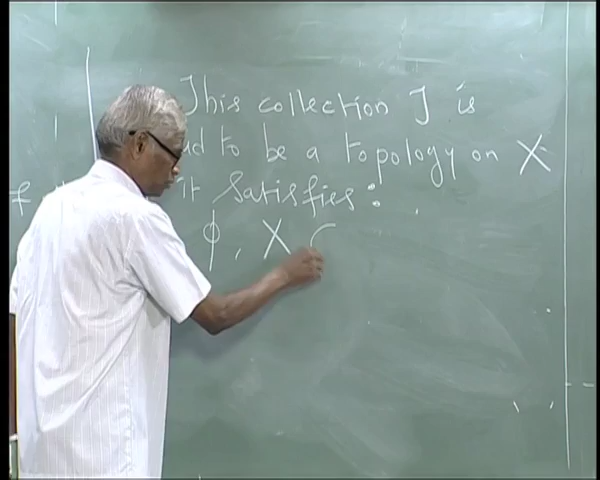 This collection J is
to be a topology on X
it satisfies:
φ, X